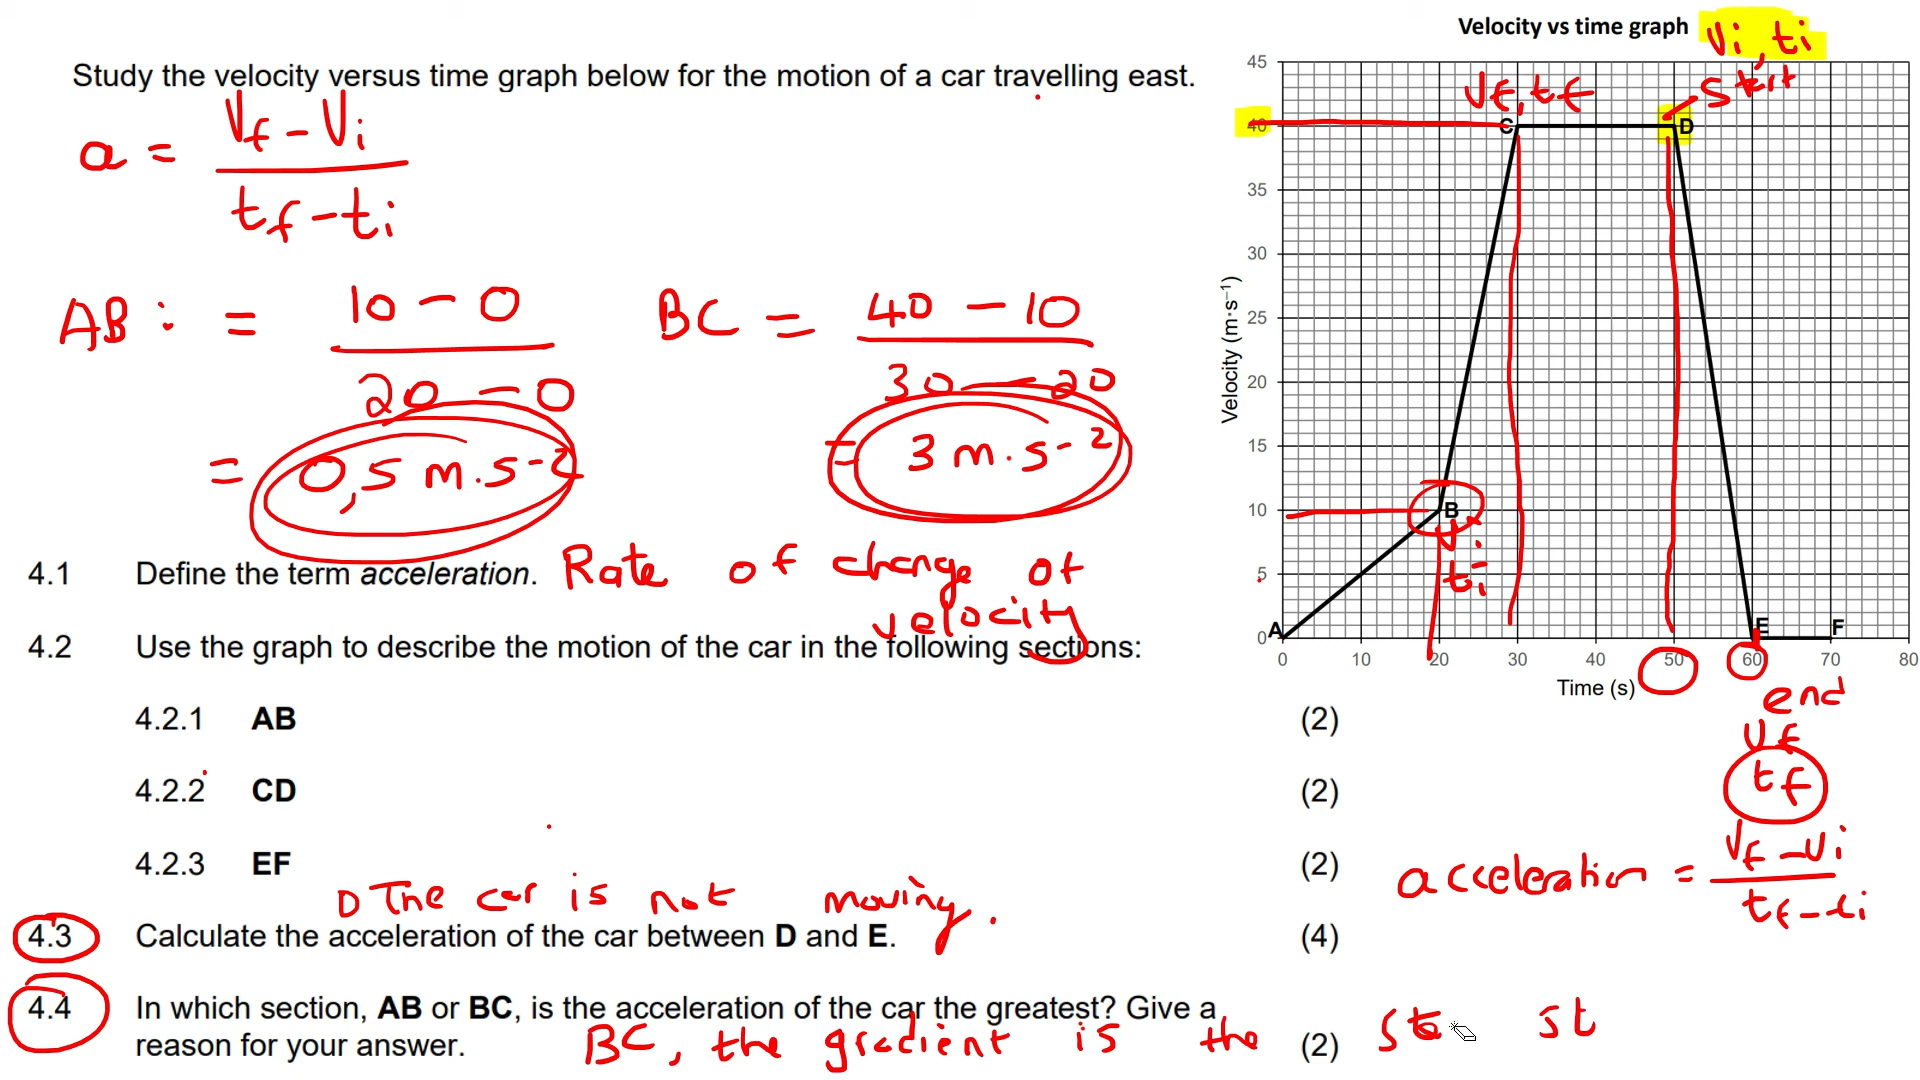 Velocity vs time graph Vi, ti
Study the velocity versus time graph below for the motion of a car travelling east.
a = Vf - Vi
tf - ti
AB : = 10 - 0
20 - 0
= 0,5 m.s-2
BC = 40 - 10
30 - 20
= 3 m.s-2
45
40
35
30
25
20
15
10
5
0
Velocity (m·s⁻¹)
Vf, tf
start
C
D
B
Vi
ti
A
E
F
0 10 20 30 40 50 60 70 80
Time (s)
end
Vf
tf
acceleration = Vf - Vi
tf - ti
4.1 Define the term acceleration. Rate of change of
velocity
4.2 Use the graph to describe the motion of the car in the following sections:
4.2.1 AB (2)
4.2.2 CD (2)
4.2.3 EF (2)
The car is not moving.
4.3 Calculate the acceleration of the car between D and E. (4)
4.4 In which section, AB or BC, is the acceleration of the car the greatest? Give a
reason for your answer. (2)
BC, the gradient is the st st